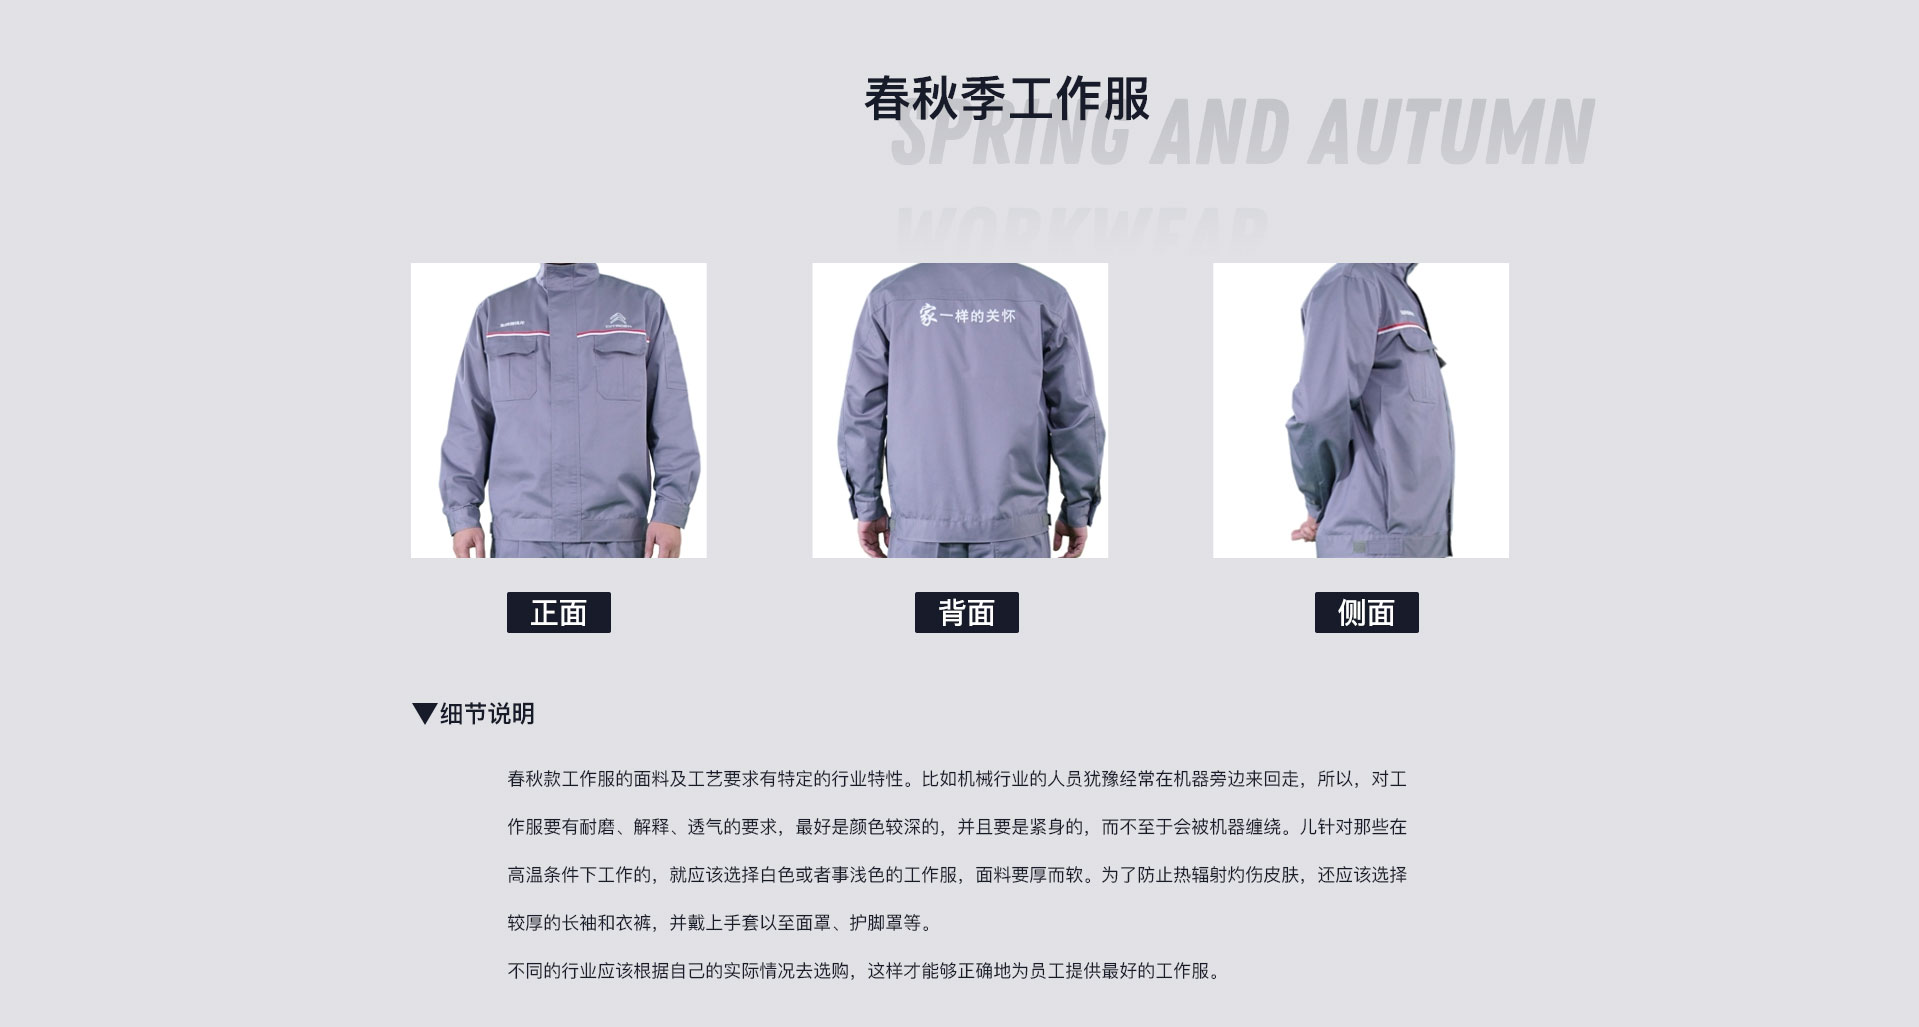 春秋季工作服
SPRING AND AUTUMN
WORKWEAR
家一样的关怀
正面
背面
侧面
▼细节说明
春秋款工作服的面料及工艺要求有特定的行业特性。比如机械行业的人员犹豫经常在机器旁边来回走，所以，对工
作服要有耐磨、解释、透气的要求，最好是颜色较深的，并且要是紧身的，而不至于会被机器缠绕。儿针对那些在
高温条件下工作的，就应该选择白色或者事浅色的工作服，面料要厚而软。为了防止热辐射灼伤皮肤，还应该选择
较厚的长袖和衣裤，并戴上手套以至面罩、护脚罩等。
不同的行业应该根据自己的实际情况去选购，这样才能够正确地为员工提供最好的工作服。